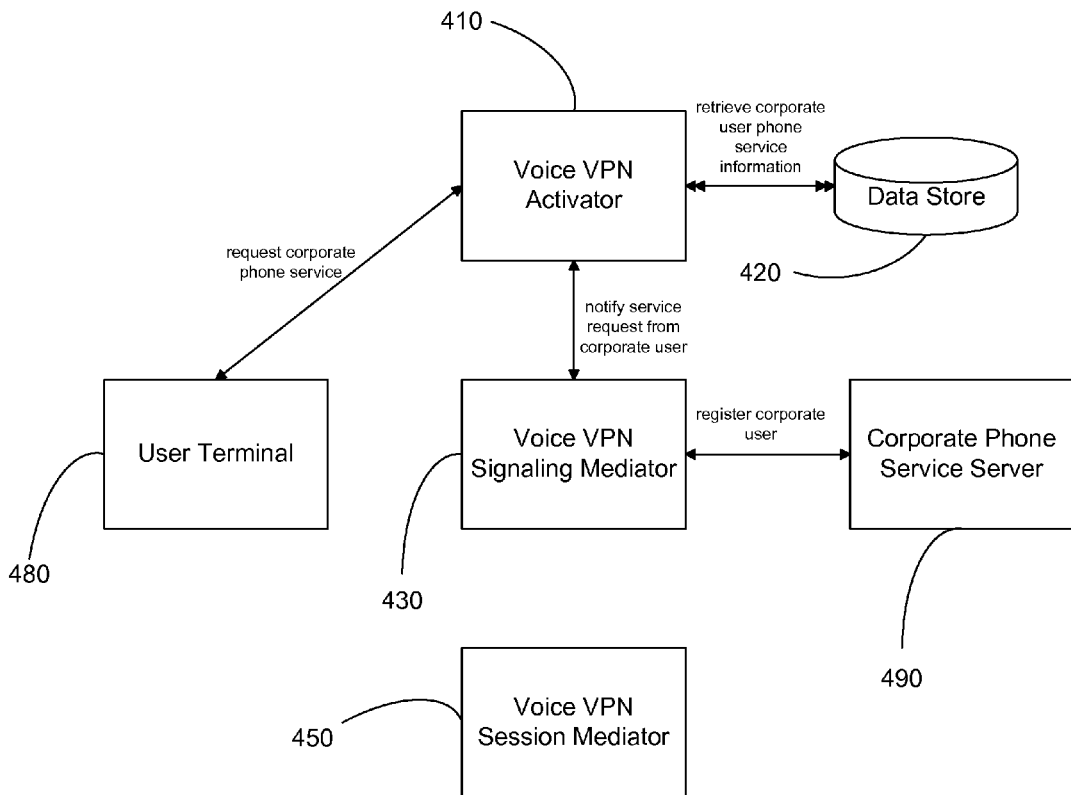 410
Voice VPN
Activator
retrieve corporate
user phone
service
information
Data Store
420
request corporate
phone service
notify service
request from
corporate user
User Terminal
480
Voice VPN
Signaling Mediator
430
register corporate
user
Corporate Phone
Service Server
490
Voice VPN
Session Mediator
450